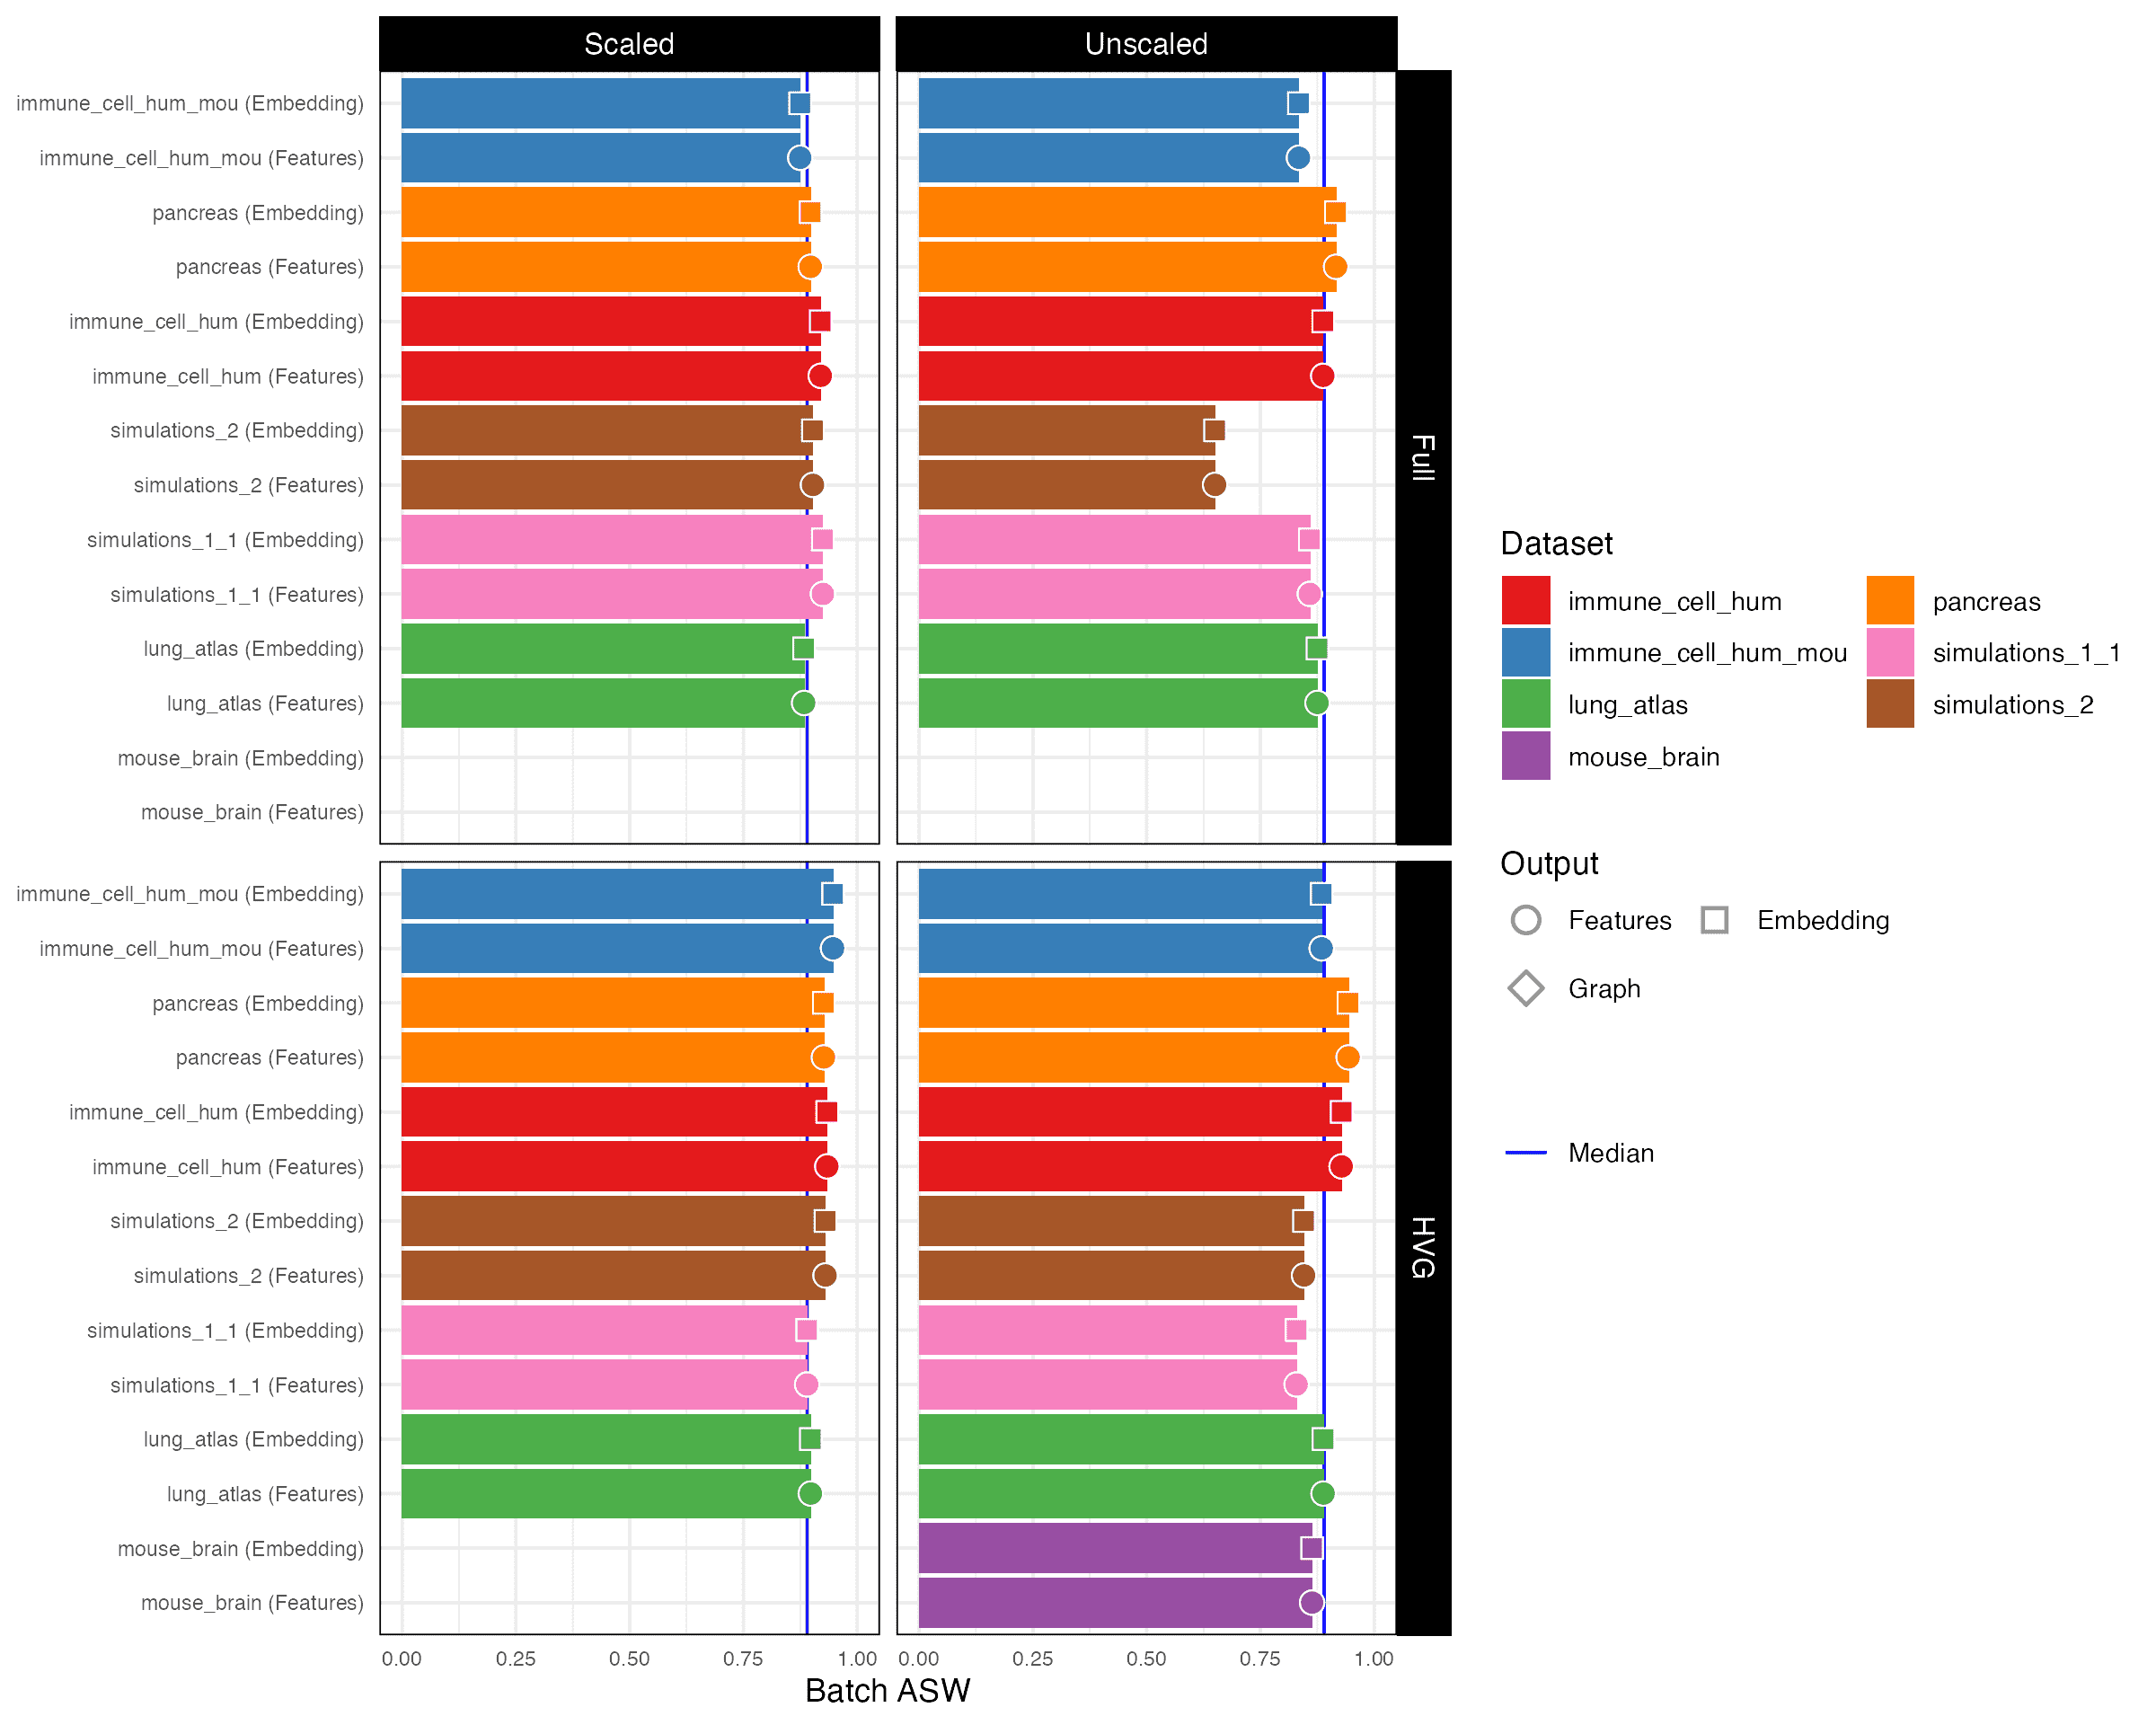 Scaled
Unscaled
immune_cell_hum_mou (Embedding)
immune_cell_hum_mou (Features)
pancreas (Embedding)
pancreas (Features)
immune_cell_hum (Embedding)
immune_cell_hum (Features)
simulations_2 (Embedding)
simulations_2 (Features)
simulations_1_1 (Embedding)
simulations_1_1 (Features)
lung_atlas (Embedding)
lung_atlas (Features)
mouse_brain (Embedding)
mouse_brain (Features)
Full
immune_cell_hum_mou (Embedding)
immune_cell_hum_mou (Features)
pancreas (Embedding)
pancreas (Features)
immune_cell_hum (Embedding)
immune_cell_hum (Features)
simulations_2 (Embedding)
simulations_2 (Features)
simulations_1_1 (Embedding)
simulations_1_1 (Features)
lung_atlas (Embedding)
lung_atlas (Features)
mouse_brain (Embedding)
mouse_brain (Features)
HVG
0.00 0.25 0.50 0.75 1.00 0.00 0.25 0.50 0.75 1.00
Batch ASW
Dataset
immune_cell_hum
immune_cell_hum_mou
lung_atlas
mouse_brain
pancreas
simulations_1_1
simulations_2
Output
Features Embedding
Graph
Median